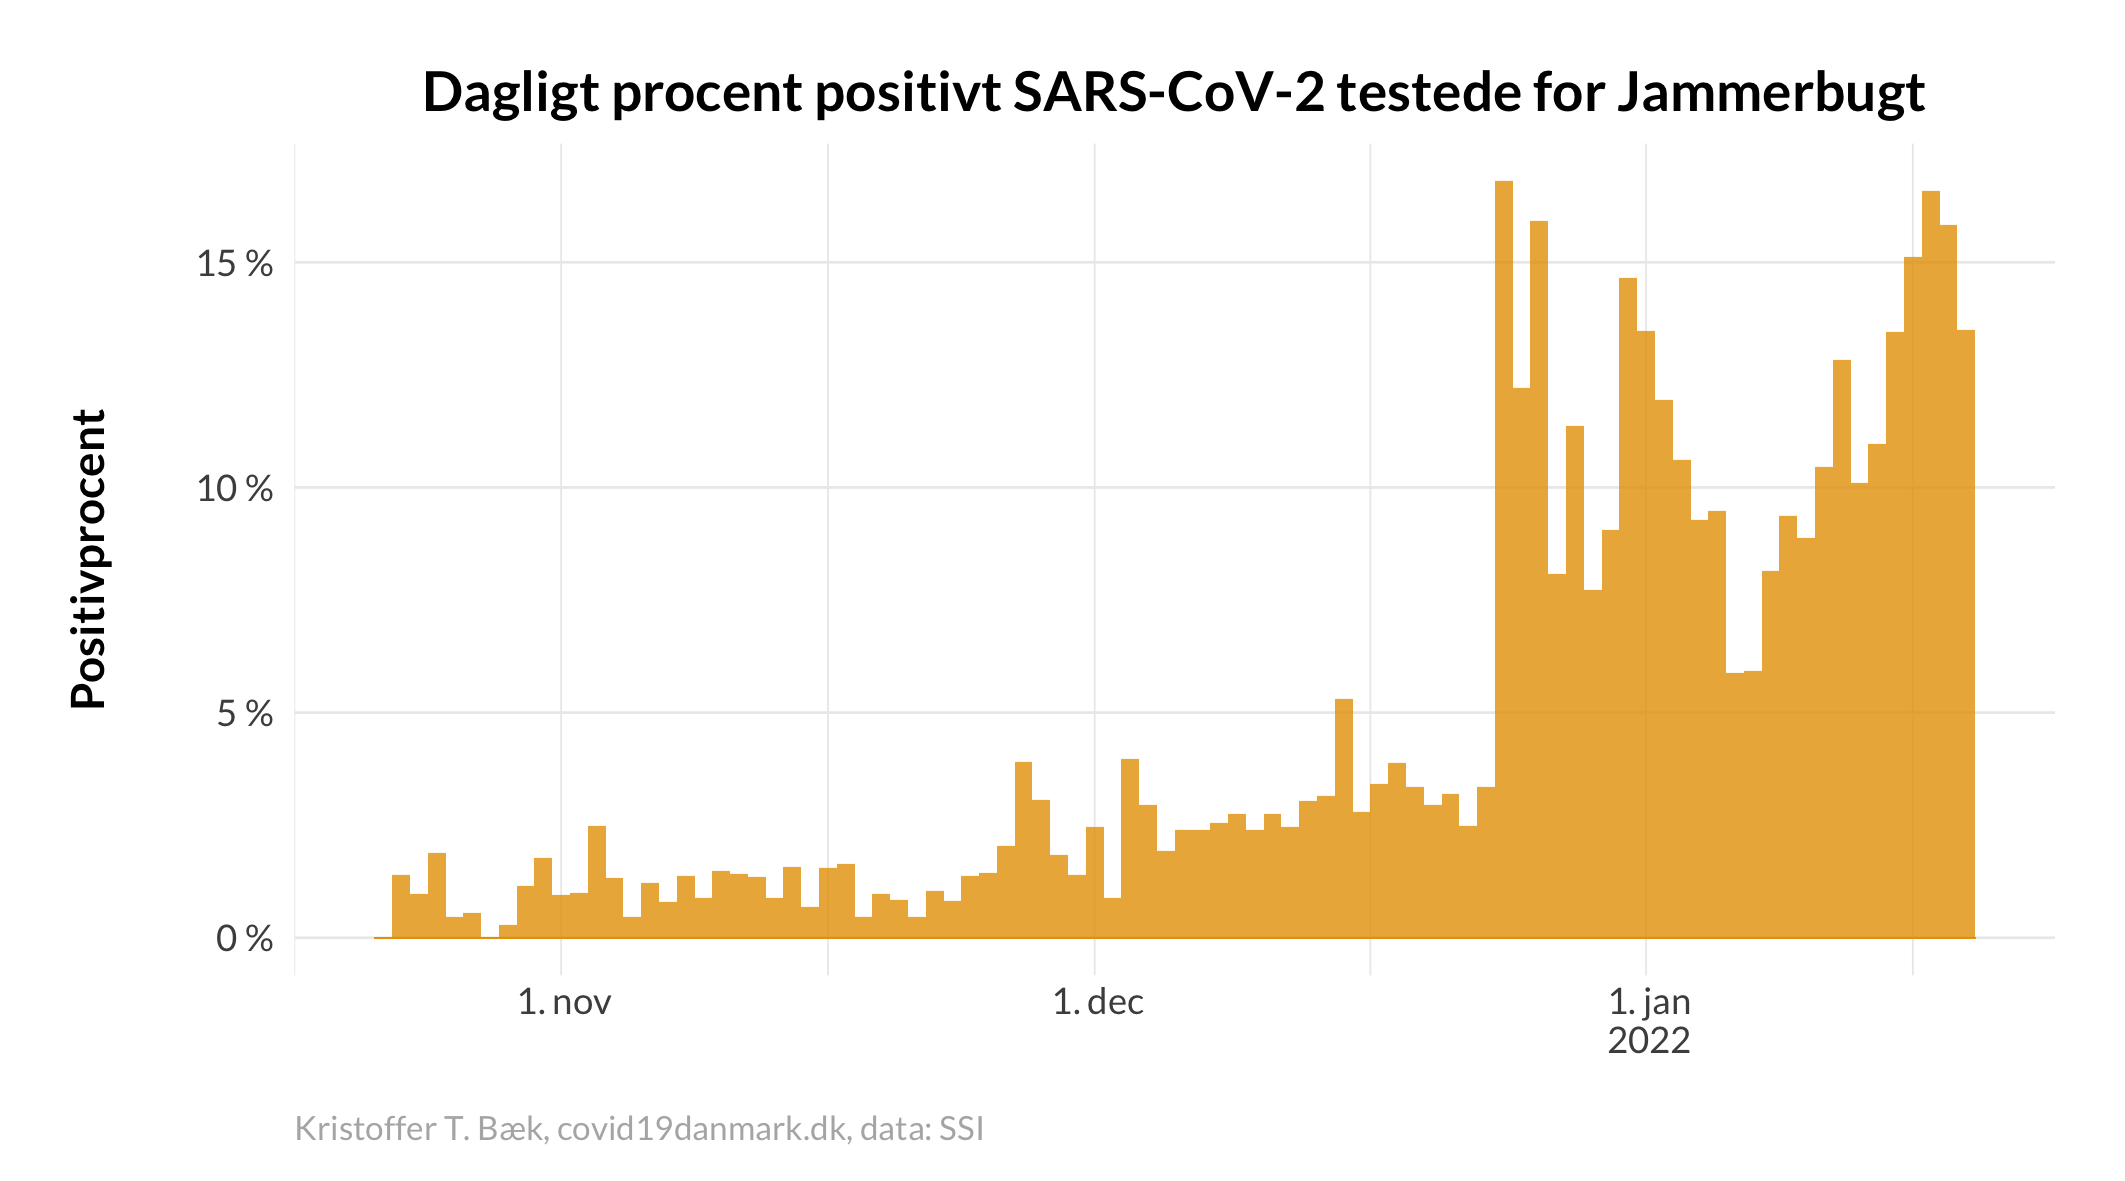 Dagligt procent positivt SARS-CoV-2 testede for Jammerbugt
Positivprocent
15 %
10 %
5 %
0 %
1. nov
1. dec
1. jan
2022
Kristoffer T. Bæk, covid19danmark.dk, data: SSI